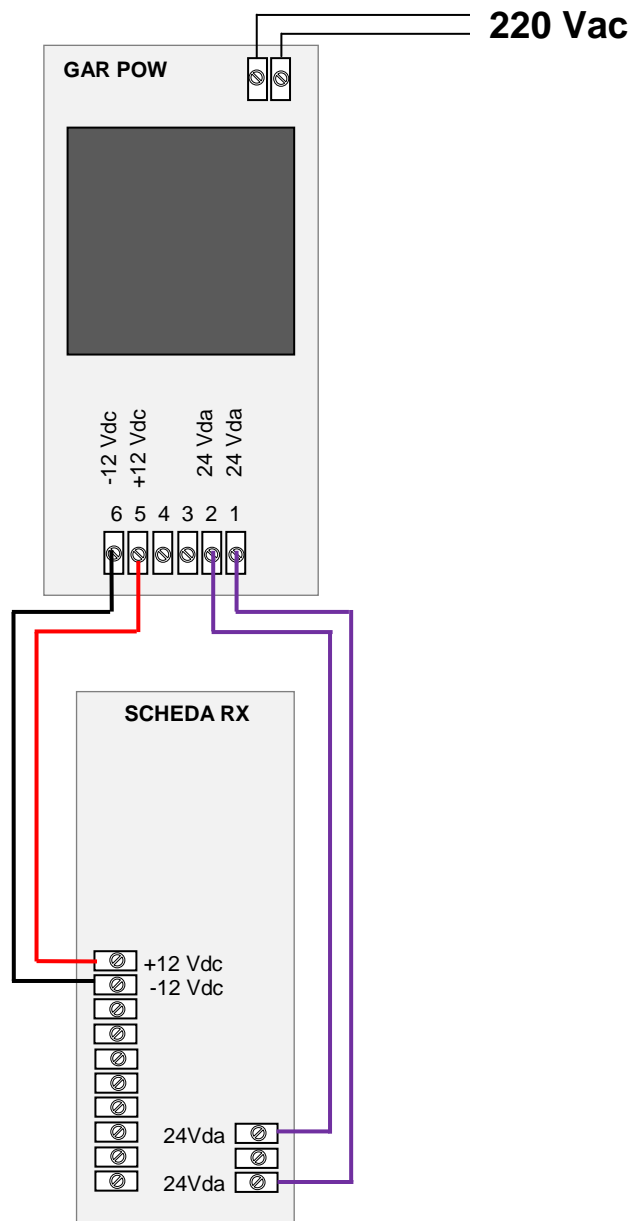 220 Vac
GAR POW
-12 Vdc
+12 Vdc
24 Vda
24 Vda
6 5 4 3 2 1
SCHEDA RX
+12 Vdc
-12 Vdc
24Vda
24Vda